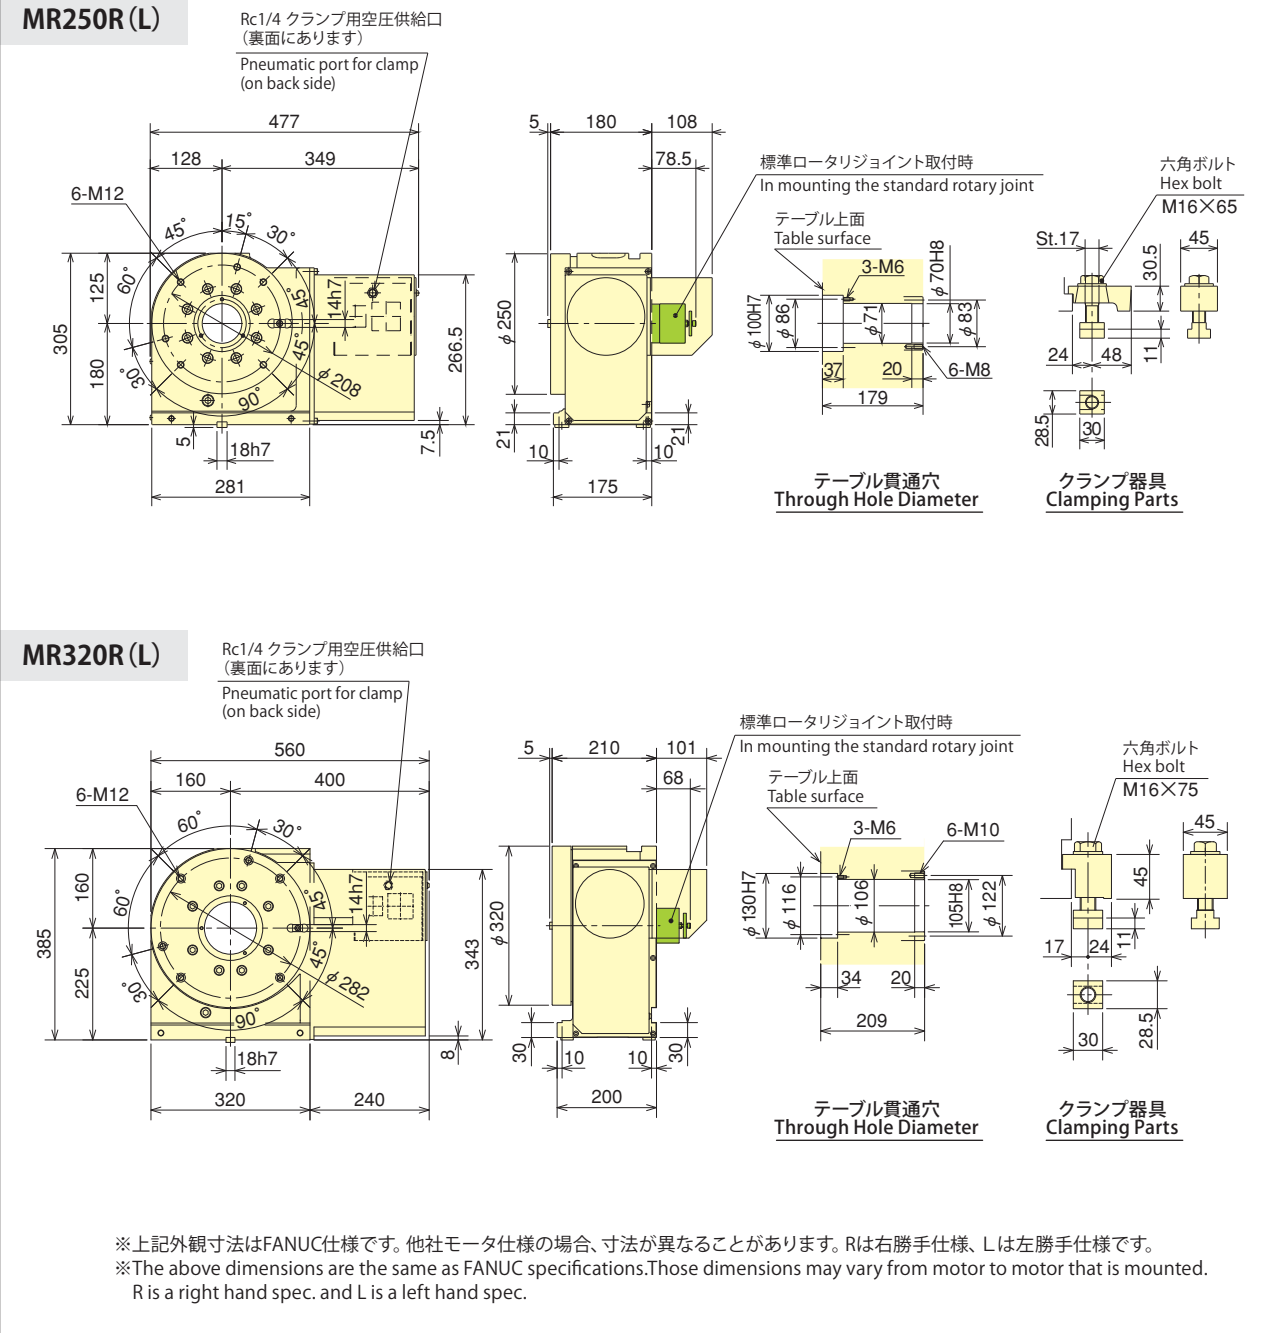 MR250R（L）
Rc1/4 クランプ用空圧供給口
（裏面にあります）
Pneumatic port for clamp
(on back side)
477
128
349
6-M12
45°
15°
30°
60°
45°
14h7
45°
30°
90°
φ208
305
125
180
266.5
5
18h7
7.5
281
5
180
108
78.5
標準ロータリジョイント取付時
In mounting the standard rotary joint
φ250
21
10
10
21
175
テーブル上面
Table surface
3-M6
φ70H8
φ100H7
φ86
φ71
φ83
37
20
6-M8
179
テーブル貫通穴
Through Hole Diameter
六角ボルト
Hex bolt
M16×65
St.17
45
30.5
24
48
11
28.5
30
クランプ器具
Clamping Parts
MR320R（L）
Rc1/4 クランプ用空圧供給口
（裏面にあります）
Pneumatic port for clamp
(on back side)
560
160
400
6-M12
60°
30°
60°
45°
14h7
45°
30°
90°
φ282
385
160
225
343
18h7
8
320
240
5
210
101
68
標準ロータリジョイント取付時
In mounting the standard rotary joint
φ320
30
10
10
30
200
テーブル上面
Table surface
3-M6
6-M10
φ130H7
φ116
φ106
105H8
φ122
34
20
209
テーブル貫通穴
Through Hole Diameter
六角ボルト
Hex bolt
M16×75
45
45
17
24
11
28.5
30
クランプ器具
Clamping Parts
※上記外観寸法はFANUC仕様です。他社モータ仕様の場合、寸法が異なることがあります。Rは右勝手仕様、Lは左勝手仕様です。
※The above dimensions are the same as FANUC specifications.Those dimensions may vary from motor to motor that is mounted.
R is a right hand spec. and L is a left hand spec.